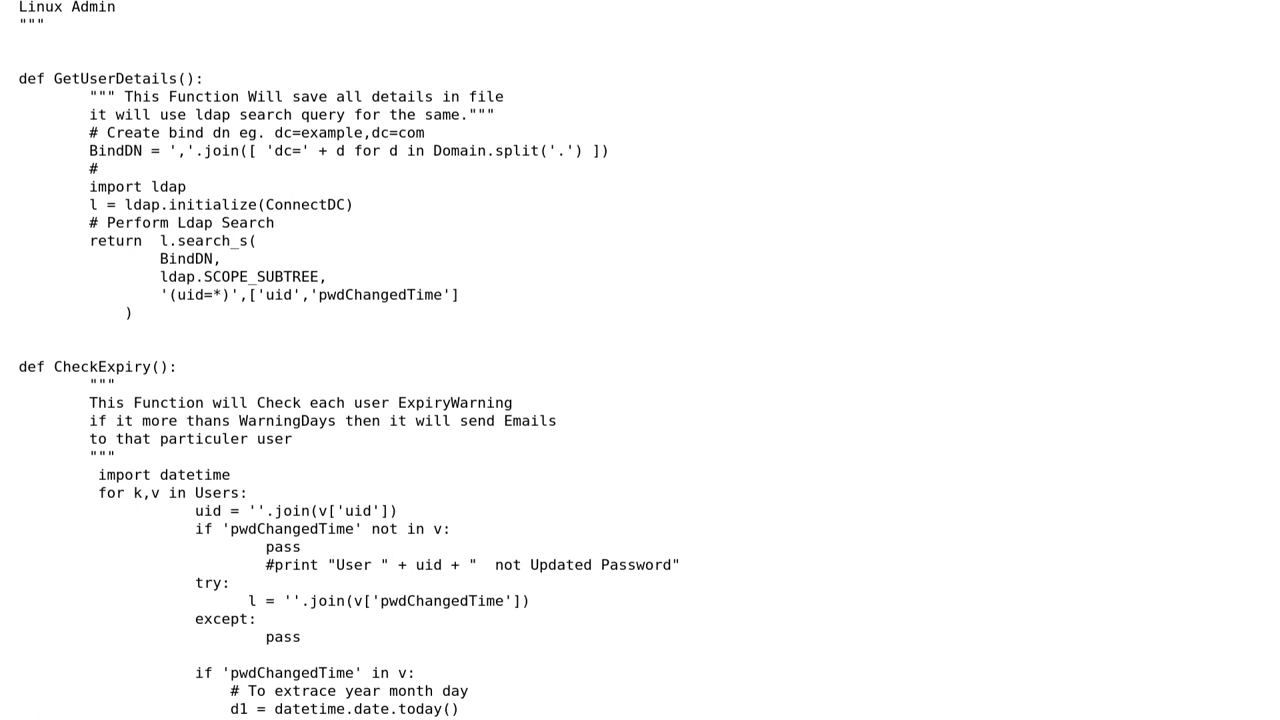 Linux Admin
"""
def GetUserDetails():
""" This Function Will save all details in file
it will use ldap search query for the same."""
# Create bind dn eg. dc=example,dc=com
BindDN = ','.join([ 'dc=' + d for d in Domain.split('.') ])
#
import ldap
l = ldap.initialize(ConnectDC)
# Perform Ldap Search
return  l.search_s(
BindDN,
ldap.SCOPE_SUBTREE,
'(uid=*)',['uid','pwdChangedTime']
)
def CheckExpiry():
"""
This Function will Check each user ExpiryWarning
if it more thans WarningDays then it will send Emails
to that particuler user
"""
import datetime
for k,v in Users:
uid = ''.join(v['uid'])
if 'pwdChangedTime' not in v:
pass
#print "User " + uid + "  not Updated Password"
try:
l = ''.join(v['pwdChangedTime'])
except:
pass
if 'pwdChangedTime' in v:
# To extrace year month day
d1 = datetime.date.today()